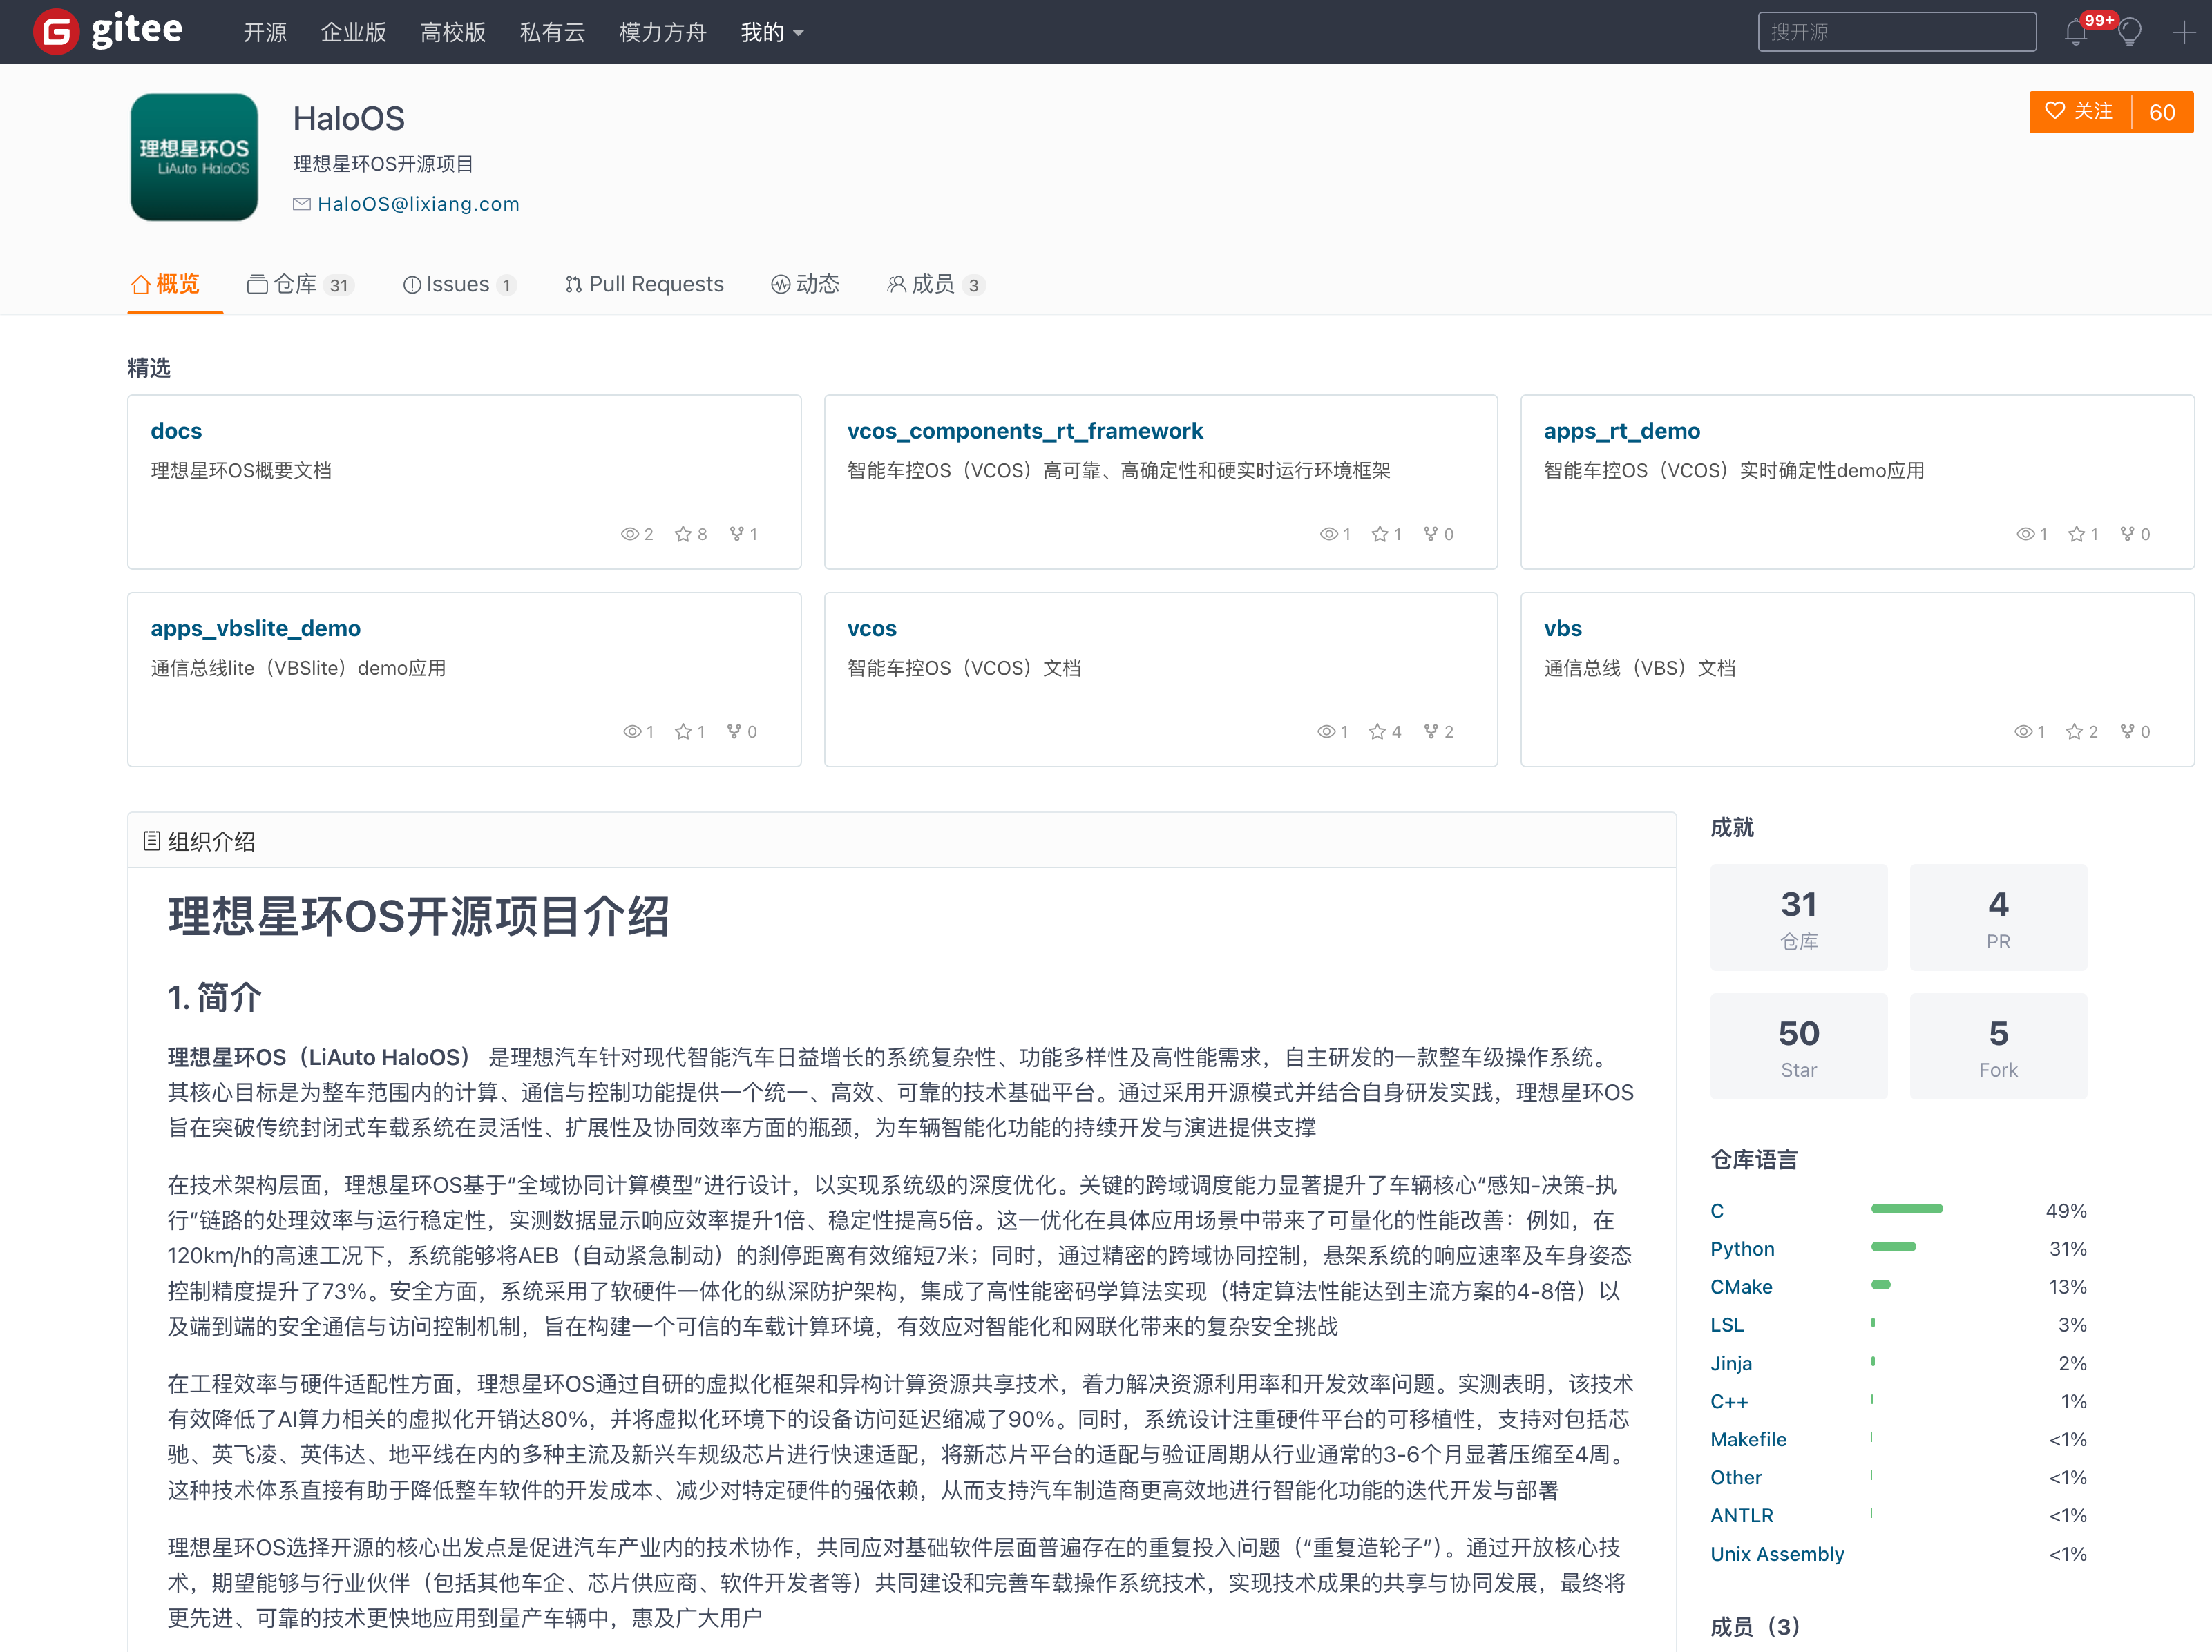 gitee 开源 企业版 高校版 私有云 模力方舟 我的 搜开源 99+
理想星环OS
LiAuto HaloOS
HaloOS
理想星环OS开源项目
HaloOS@lixiang.com
关注 60
概览 仓库 31 Issues 1 Pull Requests 动态 成员 3
精选
docs
理想星环OS概要文档
2 8 1
vcos_components_rt_framework
智能车控OS（VCOS）高可靠、高确定性和硬实时运行环境框架
1 1 0
apps_rt_demo
智能车控OS（VCOS）实时确定性demo应用
1 1 0
apps_vbslite_demo
通信总线lite（VBSlite）demo应用
1 1 0
vcos
智能车控OS（VCOS）文档
1 4 2
vbs
通信总线（VBS）文档
1 2 0
组织介绍
理想星环OS开源项目介绍
1. 简介
理想星环OS（LiAuto HaloOS） 是理想汽车针对现代智能汽车日益增长的系统复杂性、功能多样性及高性能需求，自主研发的一款整车级操作系统。
其核心目标是为整车范围内的计算、通信与控制功能提供一个统一、高效、可靠的技术基础平台。通过采用开源模式并结合自身研发实践，理想星环OS
旨在突破传统封闭式车载系统在灵活性、扩展性及协同效率方面的瓶颈，为车辆智能化功能的持续开发与演进提供支撑
在技术架构层面，理想星环OS基于“全域协同计算模型”进行设计，以实现系统级的深度优化。关键的跨域调度能力显著提升了车辆核心“感知-决策-执
行”链路的处理效率与运行稳定性，实测数据显示响应效率提升1倍、稳定性提高5倍。这一优化在具体应用场景中带来了可量化的性能改善：例如，在
120km/h的高速工况下，系统能够将AEB（自动紧急制动）的刹停距离有效缩短7米；同时，通过精密的跨域协同控制，悬架系统的响应速率及车身姿态
控制精度提升了73%。安全方面，系统采用了软硬件一体化的纵深防护架构，集成了高性能密码学算法实现（特定算法性能达到主流方案的4-8倍）以
及端到端的安全通信与访问控制机制，旨在构建一个可信的车载计算环境，有效应对智能化和网联化带来的复杂安全挑战
在工程效率与硬件适配性方面，理想星环OS通过自研的虚拟化框架和异构计算资源共享技术，着力解决资源利用率和开发效率问题。实测表明，该技术
有效降低了AI算力相关的虚拟化开销达80%，并将虚拟化环境下的设备访问延迟缩减了90%。同时，系统设计注重硬件平台的可移植性，支持对包括芯
驰、英飞凌、英伟达、地平线在内的多种主流及新兴车规级芯片进行快速适配，将新芯片平台的适配与验证周期从行业通常的3-6个月显著压缩至4周。
这种技术体系直接有助于降低整车软件的开发成本、减少对特定硬件的强依赖，从而支持汽车制造商更高效地进行智能化功能的迭代开发与部署
理想星环OS选择开源的核心出发点是促进汽车产业内的技术协作，共同应对基础软件层面普遍存在的重复投入问题（“重复造轮子”）。通过开放核心技
术，期望能够与行业伙伴（包括其他车企、芯片供应商、软件开发者等）共同建设和完善车载操作系统技术，实现技术成果的共享与协同发展，最终将
更先进、可靠的技术更快地应用到量产车辆中，惠及广大用户
成就
31
仓库
4
PR
50
Star
5
Fork
仓库语言
C 49%
Python 31%
CMake 13%
LSL 3%
Jinja 2%
C++ 1%
Makefile <1%
Other <1%
ANTLR <1%
Unix Assembly <1%
成员（3）